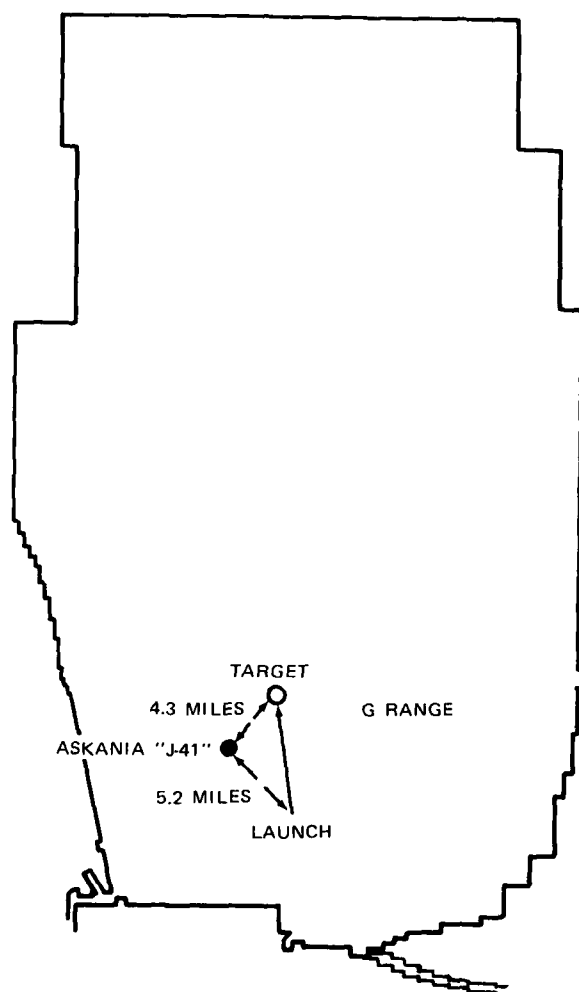 TARGET
4.3 MILES
G RANGE
ASKANIA "J-41"
5.2 MILES
LAUNCH